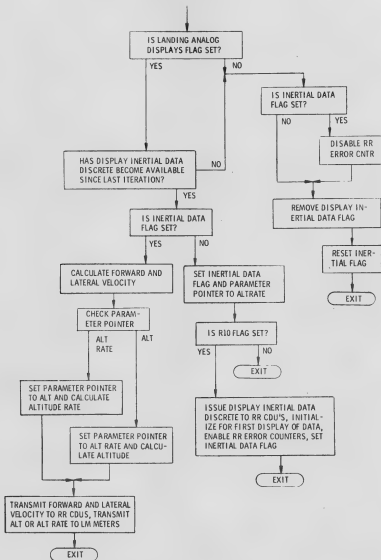 IS LANDING ANALOG
DISPLAYS FLAG SET?
YES
NO
IS INERTIAL DATA
FLAG SET?
NO
YES
DISABLE RR
ERROR CNTR
HAS DISPLAY INERTIAL DATA
DISCRETE BECOME AVAILABLE
SINCE LAST ITERATION?
NO
YES
REMOVE DISPLAY IN-
ERTIAL DATA FLAG
RESET INER-
TIAL FLAG
EXIT
IS INERTIAL DATA
FLAG SET?
YES
NO
CALCULATE FORWARD AND
LATERAL VELOCITY
SET INERTIAL DATA
FLAG AND PARAMETER
POINTER TO ALTRATE
CHECK PARAM-
ETER POINTER
ALT
RATE
ALT
IS R10 FLAG SET?
YES
NO
EXIT
SET PARAMETER POINTER
TO ALT AND CALCULATE
ALTITUDE RATE
ISSUE DISPLAY INERTIAL DATA
DISCRETE TO RR CDU'S, INITIAL-
IZE FOR FIRST DISPLAY OF DATA,
ENABLE RR ERROR COUNTERS, SET
INERTIAL DATA FLAG
EXIT
SET PARAMETER POINTER
TO ALT RATE AND CALCU-
LATE ALTITUDE
TRANSMIT FORWARD AND LATERAL
VELOCITY TO RR CDUS, TRANSMIT
ALT OR ALT RATE TO LM METERS
EXIT